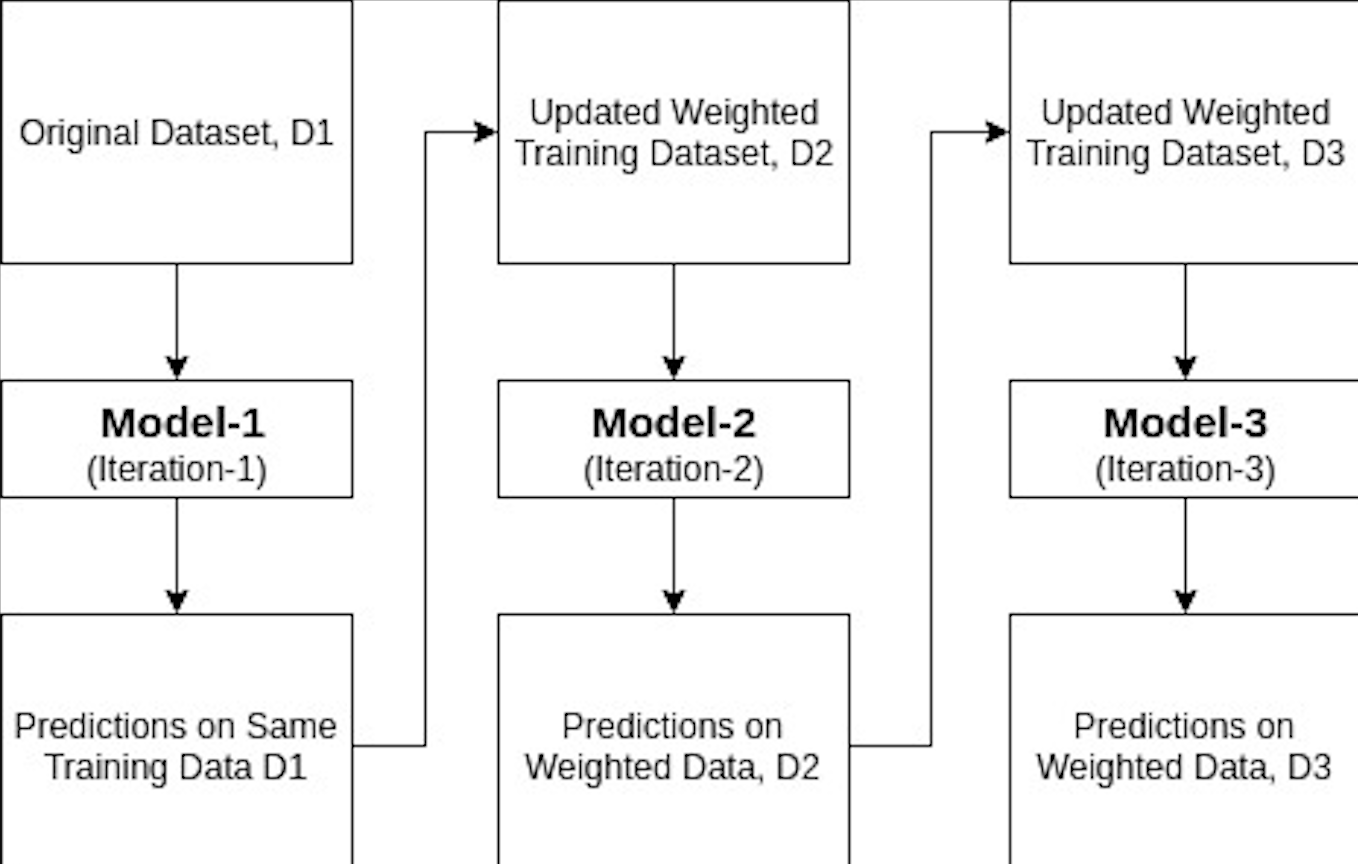 Original Dataset, D1
Updated Weighted
Training Dataset, D2
Updated Weighted
Training Dataset, D3
Model-1
(Iteration-1)
Model-2
(Iteration-2)
Model-3
(Iteration-3)
Predictions on Same
Training Data D1
Predictions on
Weighted Data, D2
Predictions on
Weighted Data, D3